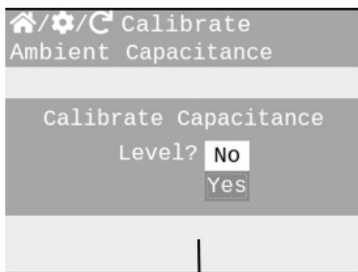 / / Calibrate
Ambient Capacitance
Calibrate Capacitance
Level? No
Yes